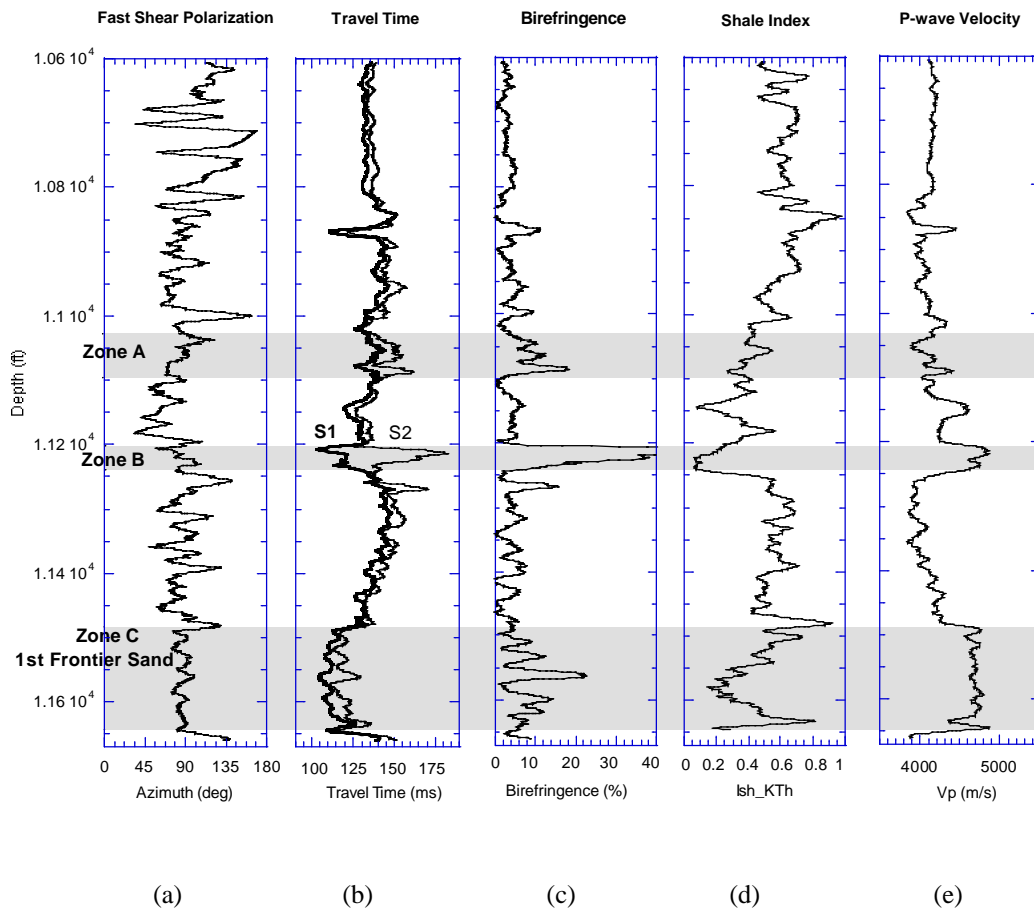 Fast Shear Polarization
Travel Time
Birefringence
Shale Index
P-wave Velocity
1.06 10⁴
1.08 10⁴
1.1 10⁴
1.12 10⁴
1.14 10⁴
1.16 10⁴
Depth (ft)
Zone A
Zone B
Zone C
1st Frontier Sand
S1
S2
0 45 90 135 180
100 125 150 175
0 10 20 30 40
0 0.2 0.4 0.6 0.8 1
4000 5000
Azimuth (deg)
Travel Time (ms)
Birefringence (%)
Ish_KTh
Vp (m/s)
(a) (b) (c) (d) (e)